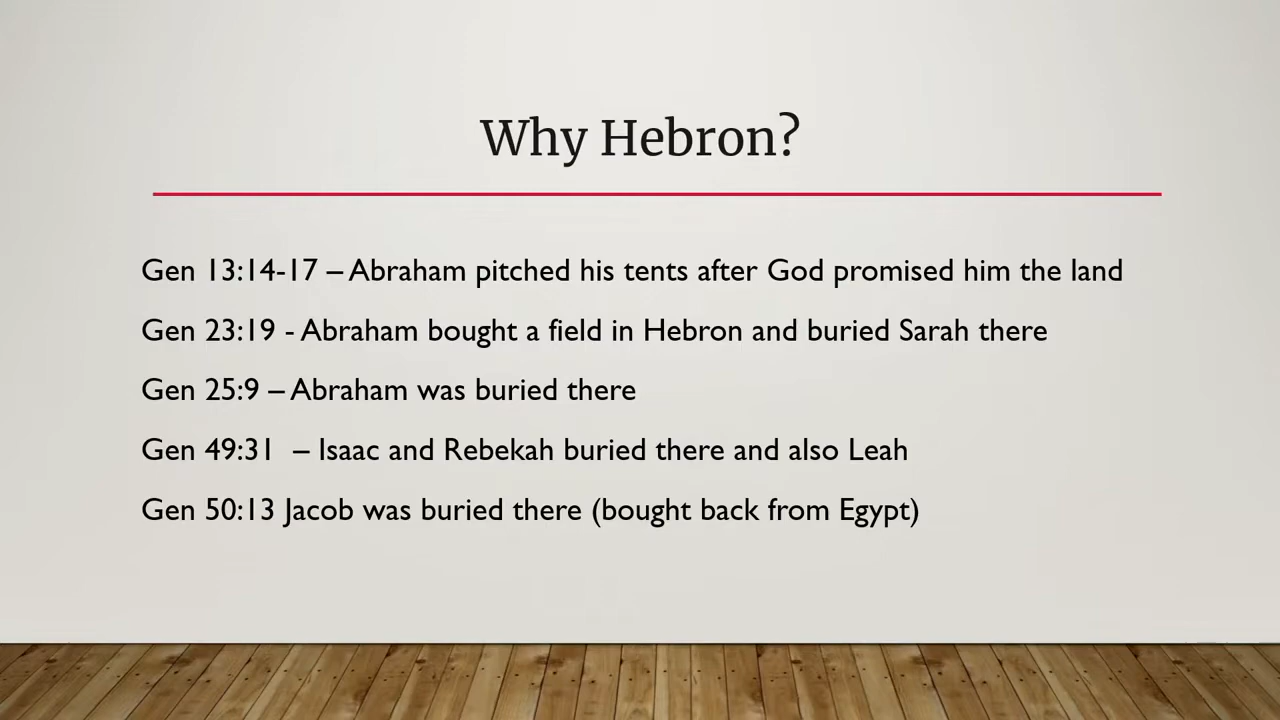 Why Hebron?
Gen 13:14-17 – Abraham pitched his tents after God promised him the land
Gen 23:19 - Abraham bought a field in Hebron and buried Sarah there
Gen 25:9 – Abraham was buried there
Gen 49:31  – Isaac and Rebekah buried there and also Leah
Gen 50:13 Jacob was buried there (bought back from Egypt)